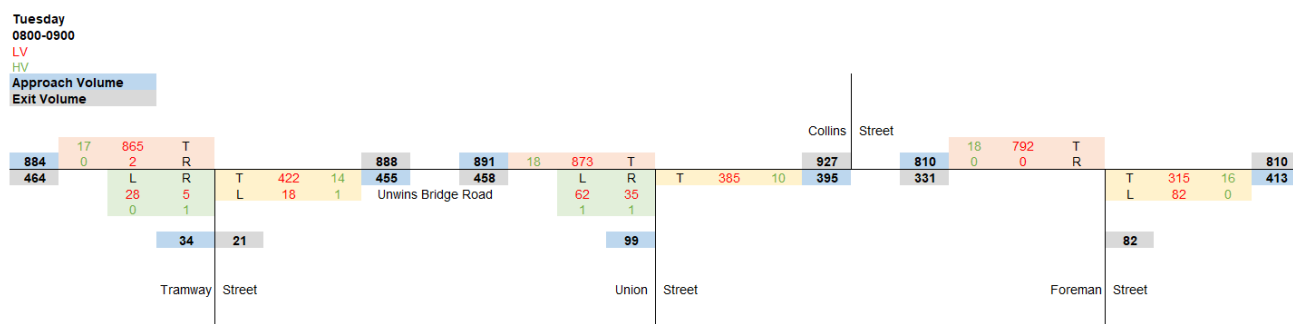 Tuesday
0800-0900
LV
HV
Approach Volume
Exit Volume
Collins Street
17 865 T 18 792 T
884 0 2 R 888 891 18 873 T 927 810 0 0 R 810
464 L R T 422 14 455 458 L R T 385 10 395 331 T 315 16 413
28 5 L 18 1 Unwins Bridge Road 62 35 L 82 0
0 1 1 1
34 21 99 82
Tramway Street Union Street Foreman Street